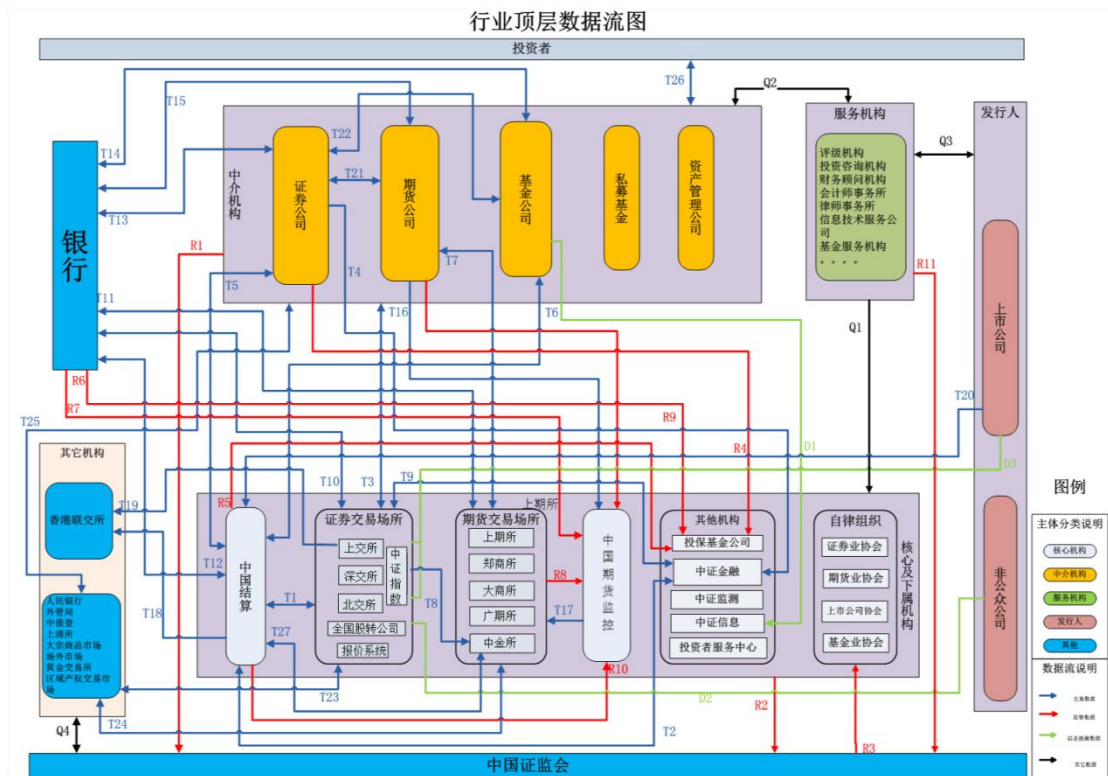 行业顶层数据流图
投资者
T26
Q2
T15
T14
T13
T22
T21
中介机构
证券公司
期货公司
基金公司
私募基金
资产管理公司
服务机构
评级机构
投资咨询机构
财务顾问机构
会计师事务所
律师事务所
信息技术服务公
司
基金服务机构
。。。。
Q3
发行人
上市公司
非公众公司
银行
R1
T5
T4
T7
T16
T6
R11
T11
Q1
R6
R7
T25
R9
R4
D1
T20
D3
其它机构
香港联交所
T19
T12
T18
人民银行
外管局
中债登
上清所
大宗商品市场
场外市场
黄金交易所
区域产权交易市
场
T24
Q4
R5
T10
T3
T9
上期所
中国结算
T1
T27
T23
证券交易场所
上交所
深交所
北交所
中证指数
全国股转公司
报价系统
T8
期货交易场所
上期所
郑商所
大商所
广期所
中金所
R8
T17
中国期货监控
R10
其他机构
投保基金公司
中证金融
中证监测
中证信息
投资者服务中心
自律组织
证券业协会
期货业协会
上市公司协会
基金业协会
核心及下属机构
T2
D2
R2
R3
中国证监会
图例
主体分类说明
核心机构
中介机构
服务机构
发行人
其他
数据流说明
交易数据
监管数据
信息披露数据
其它数据